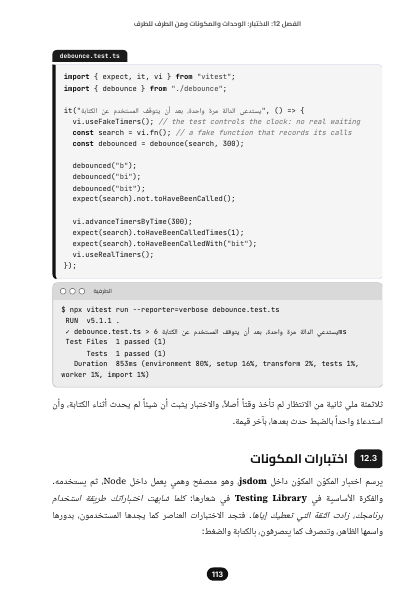 الفصل 12: الاختبار: الوحدات والمكونات ومن الطرف للطرف
debounce.test.ts
import { expect, it, vi } from "vitest";
import { debounce } from "./debounce";
it("يستدعي الدالة مرة واحدة، بعد أن يتوقف المستخدم عن الكتابة", () => {
vi.useFakeTimers(); // the test controls the clock: no real waiting
const search = vi.fn(); // a fake function that records its calls
const debounced = debounce(search, 300);
debounced("b");
debounced("bi");
debounced("bit");
expect(search).not.toHaveBeenCalled();
vi.advanceTimersByTime(300);
expect(search).toHaveBeenCalledTimes(1);
expect(search).toHaveBeenCalledWith("bit");
vi.useRealTimers();
});
الطرفية
$ npx vitest run --reporter=verbose debounce.test.ts
RUN v5.1.1 .
✓ debounce.test.ts > يستدعي الدالة مرة واحدة، بعد أن يتوقف المستخدم عن الكتابة 6ms
Test Files 1 passed (1)
Tests 1 passed (1)
Duration 853ms (environment 80%, setup 16%, transform 2%, tests 1%,
worker 1%, import 1%)
ثلاثمئة ملي ثانية من الانتظار لم تأخذ وقتاً أصلاً، والاختبار يثبت أن شيئاً لم يحدث أثناء الكتابة، وأن
استدعاءً واحداً بالضبط حدث بعدها، بآخر قيمة.
12.3 اختبارات المكونات
يرسم اختبار المكوّن المكوّن داخل jsdom، وهو متصفح وهمي يعمل داخل Node، ثم يستخدمه.
والفكرة الأساسية في Testing Library في شعارها: كلما شابهت اختباراتك طريقة استخدام
برنامجك، زادت الثقة التي تعطيك إياها. فتجد الاختبارات العناصر كما يجدها المستخدمون، بدورها
واسمها الظاهر، وتتصرف كما يتصرفون، بالكتابة والضغط:
113